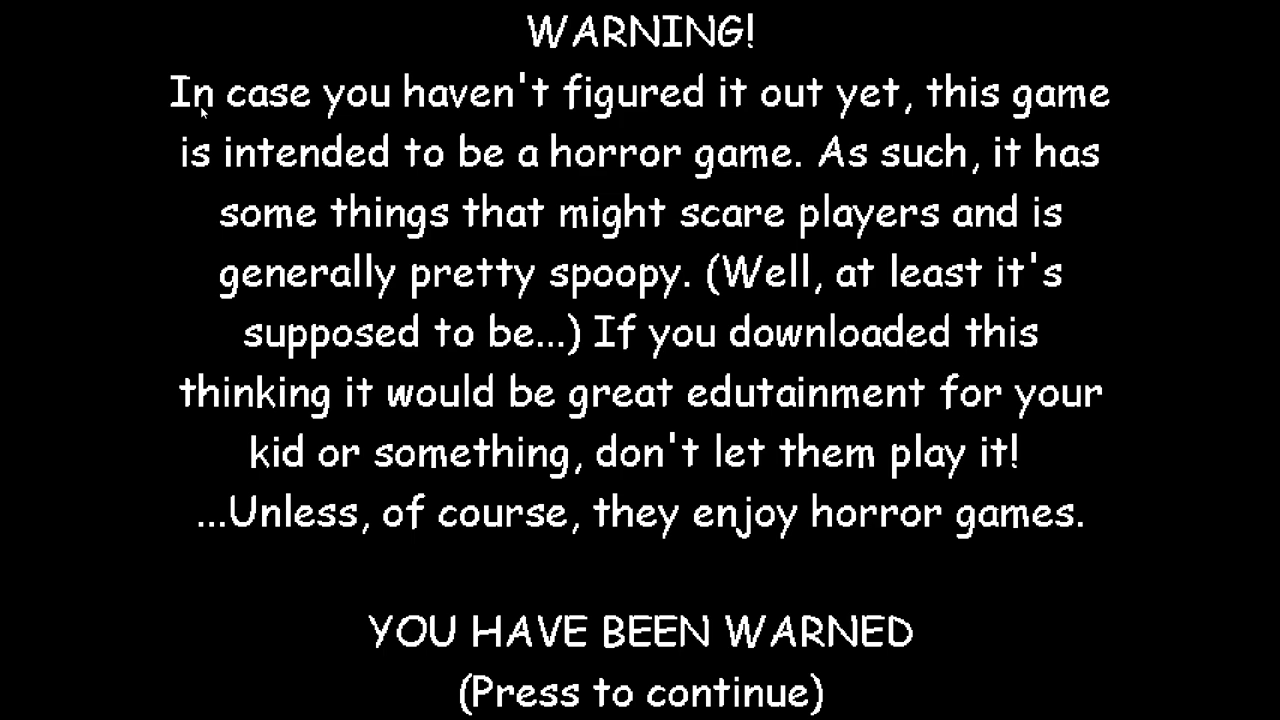 WARNING!
In case you haven't figured it out yet, this game
is intended to be a horror game. As such, it has
some things that might scare players and is
generally pretty spoopy. (Well, at least it's
supposed to be...) If you downloaded this
thinking it would be great edutainment for your
kid or something, don't let them play it!
...Unless, of course, they enjoy horror games.
YOU HAVE BEEN WARNED
(Press to continue)